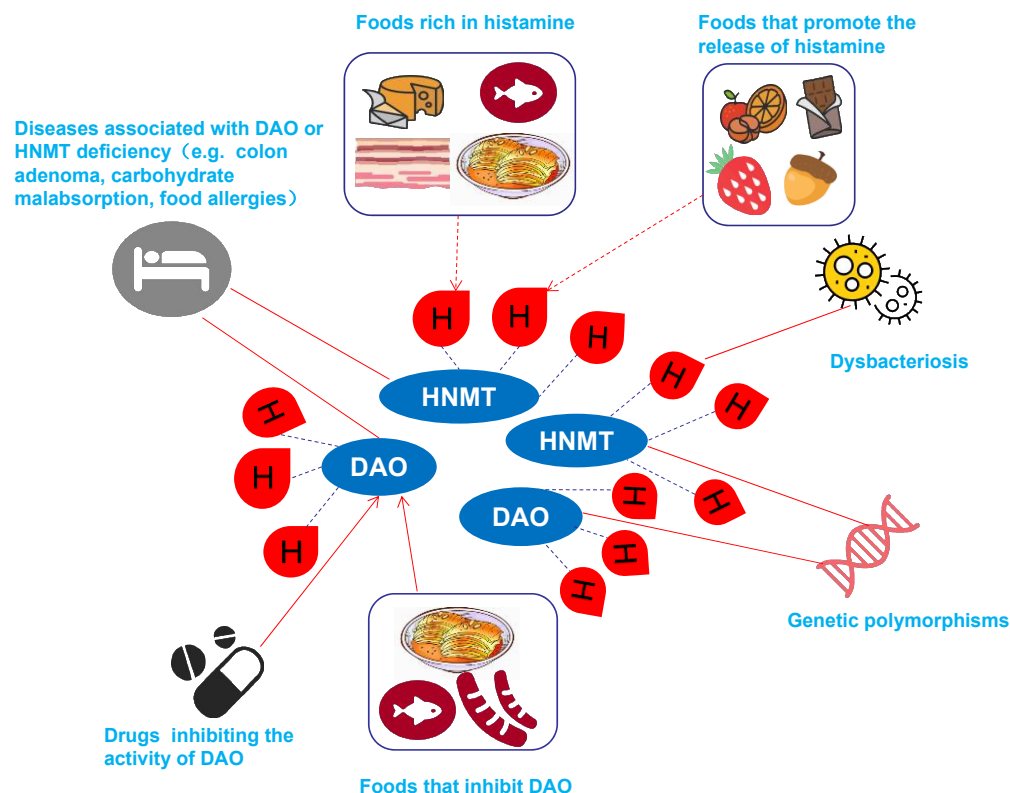 Foods rich in histamine
Foods that promote the
release of histamine
Diseases associated with DAO or
HNMT deficiency（e.g.  colon
adenoma, carbohydrate
malabsorption, food allergies）
H
H
H
H
H
H
HNMT
HNMT
Dysbacteriosis
H
H
H
DAO
H
DAO
H
H
Genetic polymorphisms
Drugs  inhibiting the
activity of DAO
Foods that inhibit DAO